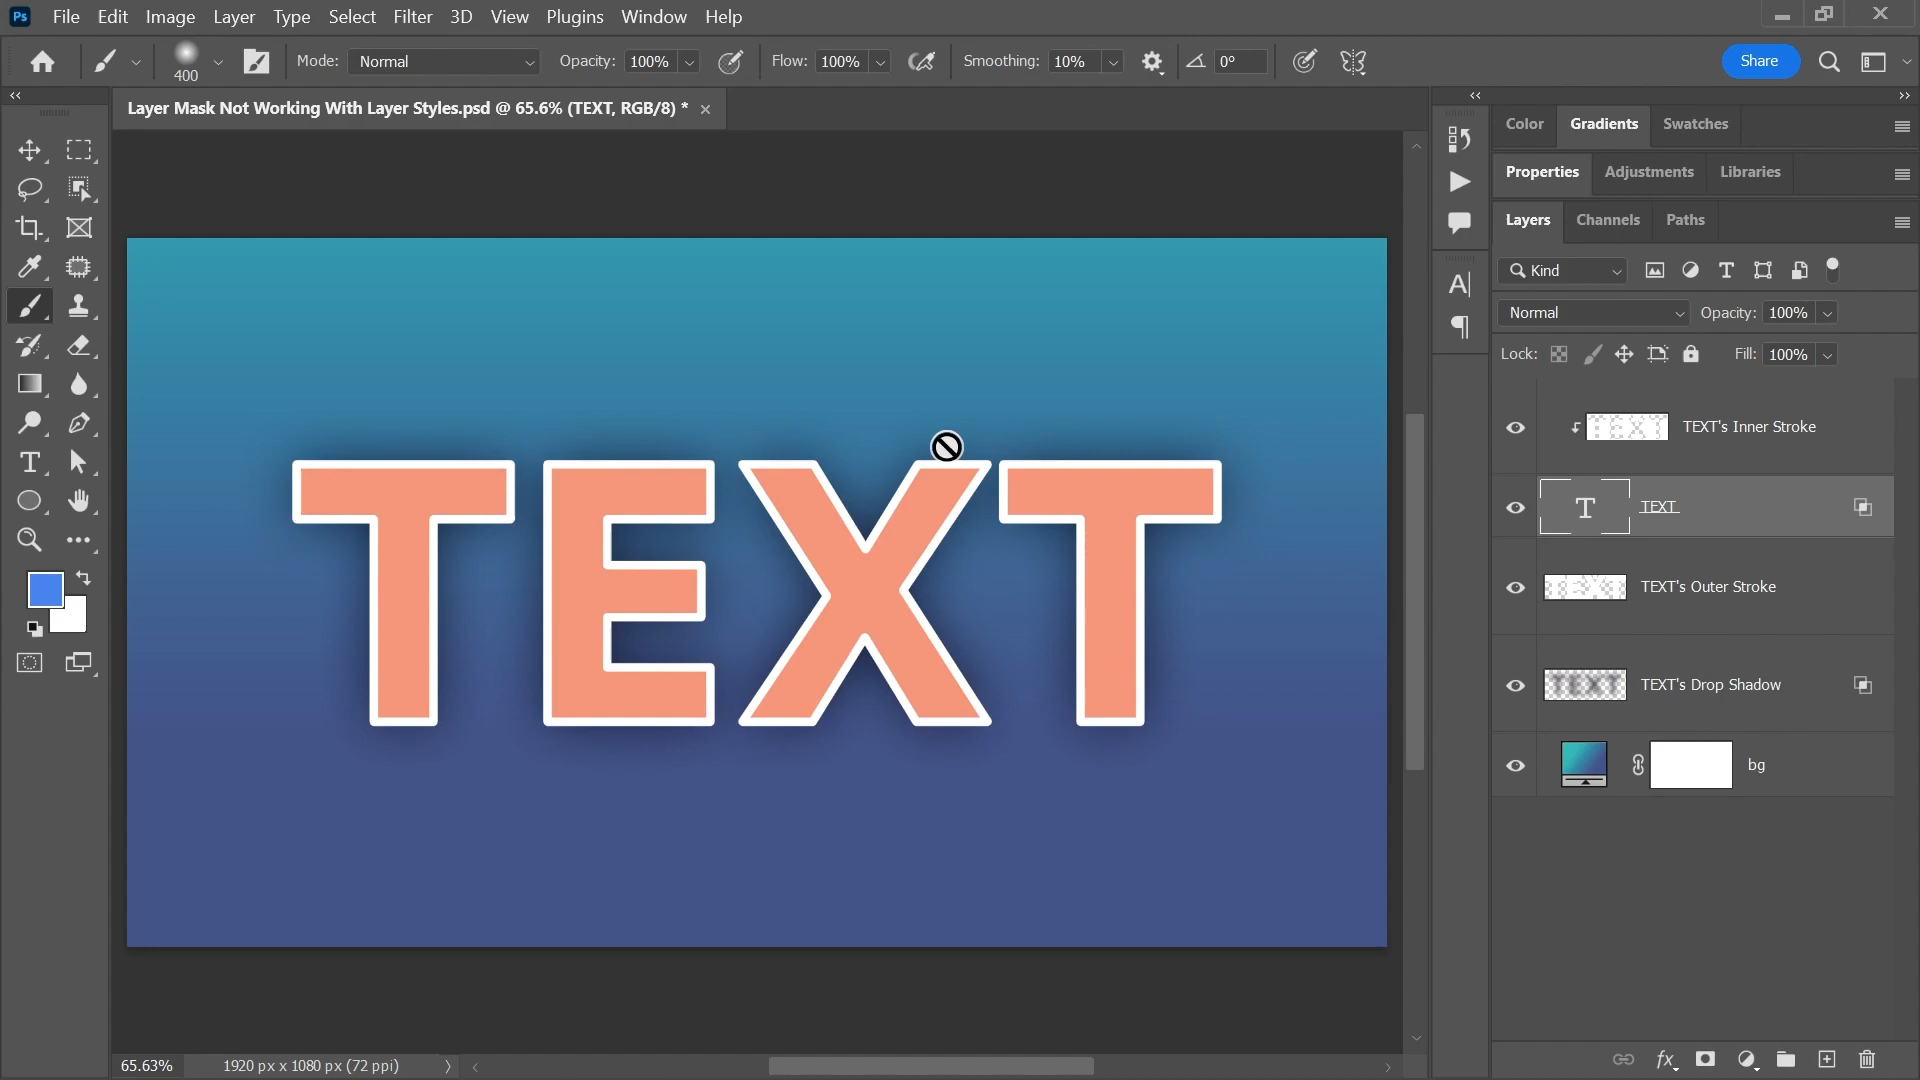 Ps File Edit Image Layer Type Select Filter 3D View Plugins Window Help
400 Mode: Normal Opacity: 100% Flow: 100% Smoothing: 10% 0° Share
Layer Mask Not Working With Layer Styles.psd @ 65.6% (TEXT, RGB/8) *
Color Gradients Swatches
Properties Adjustments Libraries
Layers Channels Paths
Kind
Normal Opacity: 100%
Lock: Fill: 100%
TEXT's Inner Stroke
T TEXT
TEXT's Outer Stroke
TEXT's Drop Shadow
bg
TEXT
65.63% 1920 px x 1080 px (72 ppi)
fx